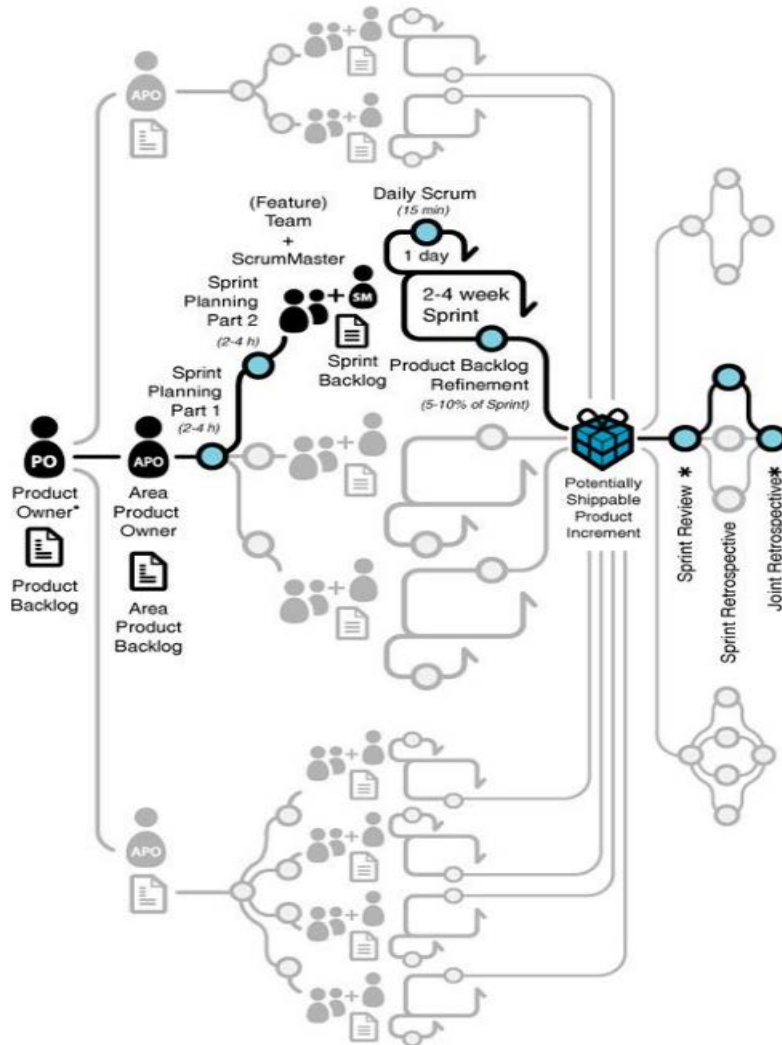 APO
(Feature)
Team
+
ScrumMaster
Daily Scrum
(15 min)
1 day
Sprint
Planning
Part 2
(2-4 h)
+
SM
2-4 week
Sprint
Sprint
Backlog
Product Backlog
Refinement
(5-10% of Sprint)
Sprint
Planning
Part 1
(2-4 h)
PO
APO
Product
Owner*
Area
Product
Owner
Product
Backlog
Area
Product
Backlog
Potentially
Shippable
Product
Increment
Sprint Review *
Sprint Retrospective
Joint Retrospective*
APO